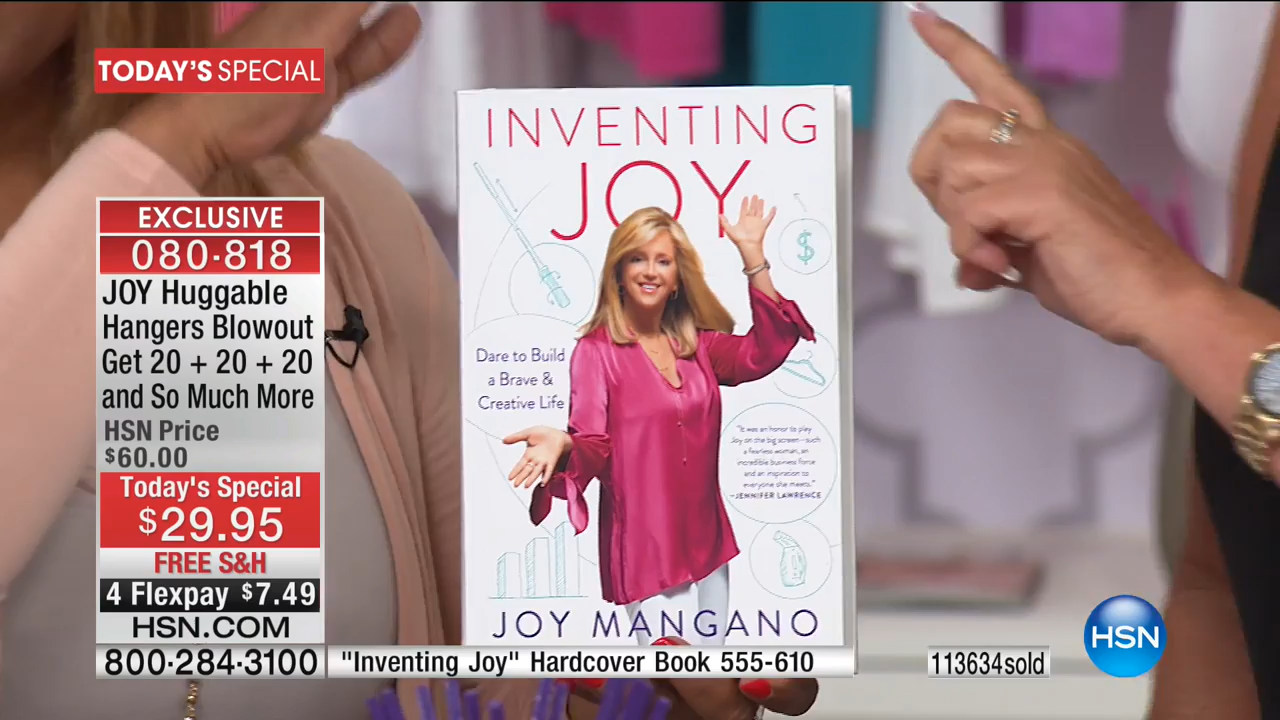 TODAY'S SPECIAL
EXCLUSIVE
080·818
JOY Huggable
Hangers Blowout
Get 20 + 20 + 20
and So Much More
HSN Price
$60.00
Today's Special
$29.95
FREE S&H
4 Flexpay $7.49
HSN.COM
800·284·3100
INVENTING
JOY
$
Dare to Build
a Brave &
Creative Life
"It was an honor to play
Joy on the big screen—such
a fearless woman, an
incredible business force
and an inspiration to
everyone she meets."
—JENNIFER LAWRENCE
JOY MANGANO
"Inventing Joy" Hardcover Book 555-610
113634sold
HSN